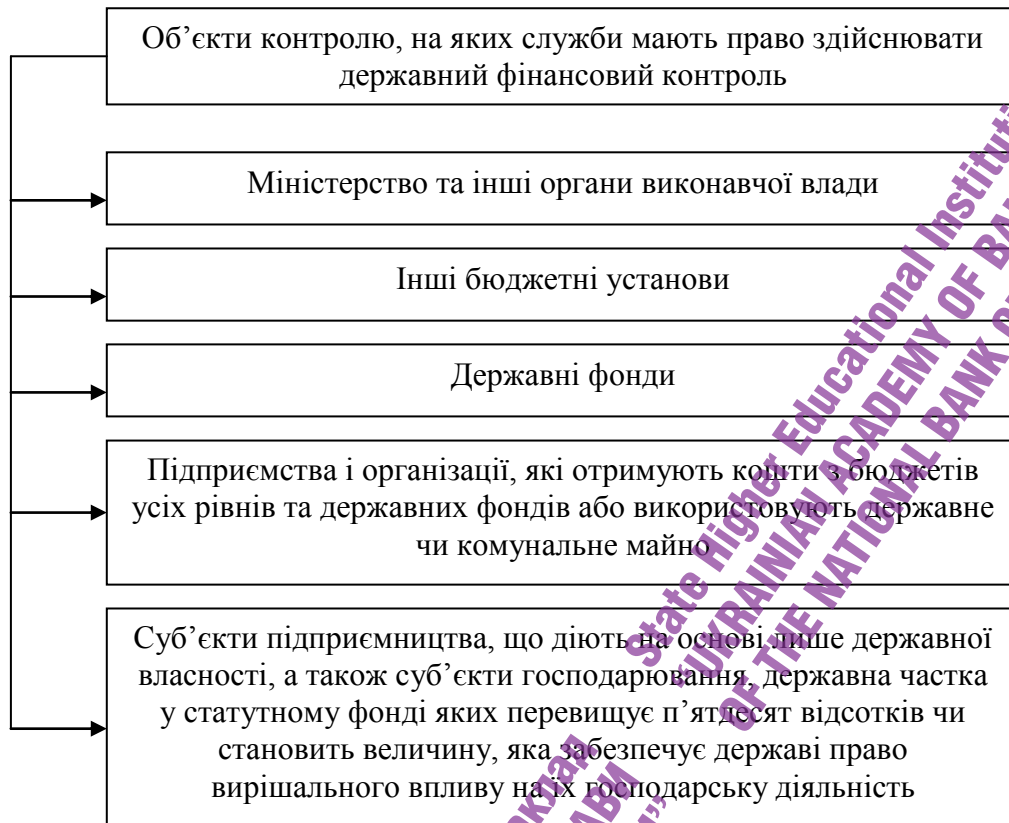 Об’єкти контролю, на яких служби мають право здійснювати
державний фінансовий контроль
Міністерство та інші органи виконавчої влади
Інші бюджетні установи
Державні фонди
Підприємства і організації, які отримують кошти з бюджетів
усіх рівнів та державних фондів або використовують державне
чи комунальне майно
Суб’єкти підприємництва, що діють на основі лише державної
власності, а також суб’єкти господарювання, державна частка
у статутному фонді яких перевищує п’ятдесят відсотків чи
становить величину, яка забезпечує державі право
вирішального впливу на їх господарську діяльність
State Higher Educational
“UKRAINIAN ACADEMY OF
OF THE NATIONAL BANK